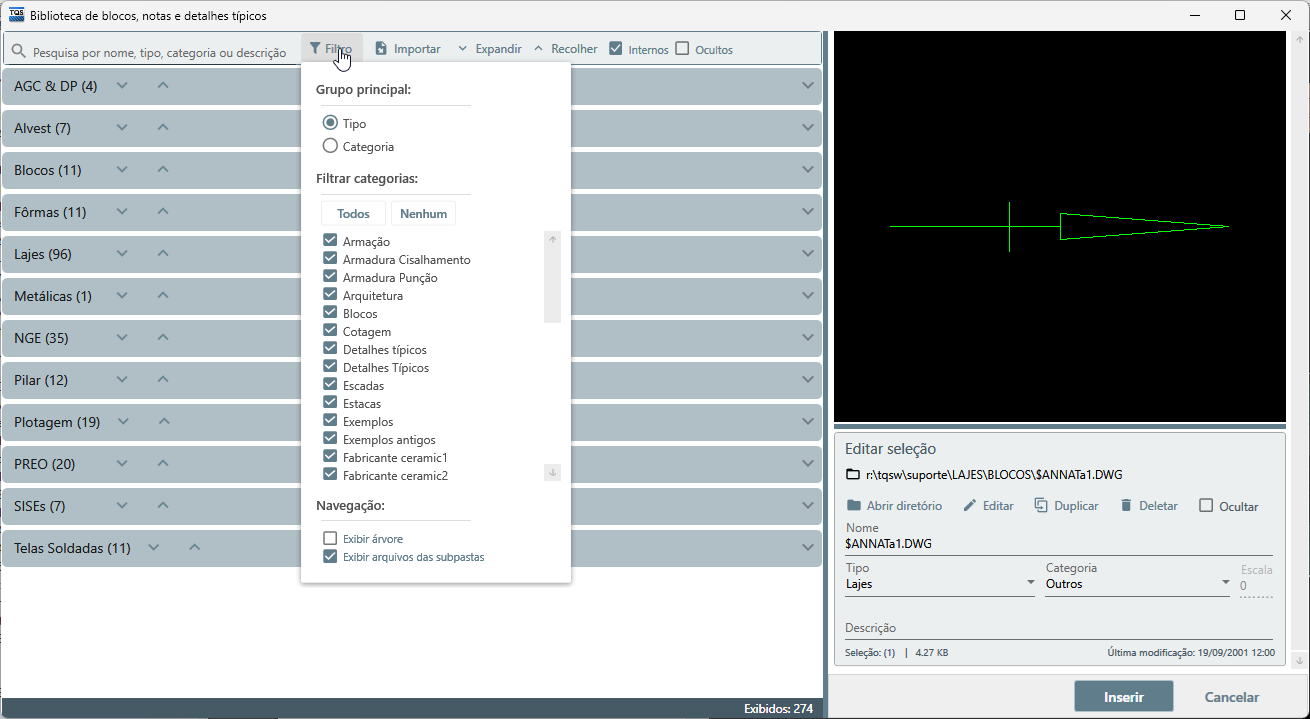 TQS Biblioteca de blocos, notas e detalhes típicos
Pesquisa por nome, tipo, categoria ou descrição
Filtro Importar Expandir Recolher Internos Ocultos
AGC & DP (4)
Alvest (7)
Blocos (11)
Fôrmas (11)
Lajes (96)
Metálicas (1)
NGE (35)
Pilar (12)
Plotagem (19)
PREO (20)
SISEs (7)
Telas Soldadas (11)
Grupo principal:
Tipo
Categoria
Filtrar categorias:
Todos Nenhum
Armação
Armadura Cisalhamento
Armadura Punção
Arquitetura
Blocos
Cotagem
Detalhes típicos
Detalhes Típicos
Escadas
Estacas
Exemplos
Exemplos antigos
Fabricante ceramic1
Fabricante ceramic2
Navegação:
Exibir árvore
Exibir arquivos das subpastas
Exibidos: 274
Editar seleção
r:\tqsw\suporte\LAJES\BLOCOS\$ANNATa1.DWG
Abrir diretório Editar Duplicar Deletar Ocultar
Nome
$ANNATa1.DWG
Tipo Categoria Escala
Lajes Outros 0
Descrição
Seleção: (1) | 4.27 KB Última modificação: 19/09/2001 12:00
Inserir Cancelar